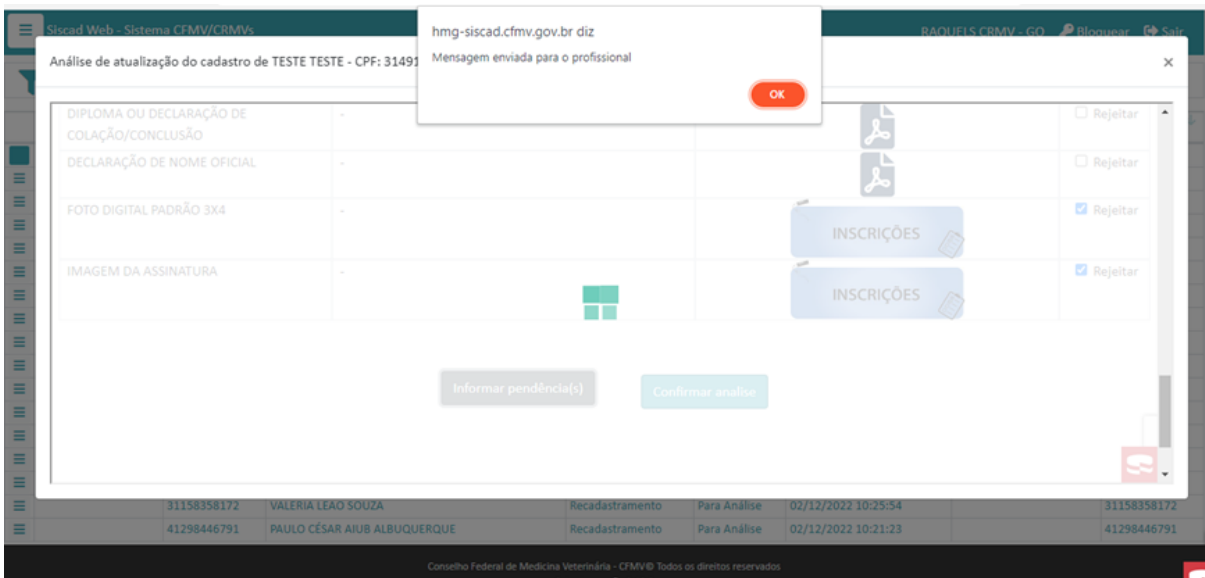 Siscad Web - Sistema CFMV/CRMVs
RAQUELS CRMV - GO
Bloquear
Sair
hmg-siscad.cfmv.gov.br diz
Mensagem enviada para o profissional
OK
Análise de atualização do cadastro de TESTE TESTE - CPF: 31491
×
DIPLOMA OU DECLARAÇÃO DE
COLAÇÃO/CONCLUSÃO
-
Rejeitar
DECLARAÇÃO DE NOME OFICIAL
-
Rejeitar
FOTO DIGITAL PADRÃO 3X4
-
INSCRIÇÕES
Rejeitar
IMAGEM DA ASSINATURA
-
INSCRIÇÕES
Rejeitar
Informar pendência(s)
Confirmar analise
31158358172 VALERIA LEAO SOUZA Recadastramento Para Análise 02/12/2022 10:25:54 31158358172
41298446791 PAULO CÉSAR AIUB ALBUQUERQUE Recadastramento Para Análise 02/12/2022 10:21:23 41298446791
Conselho Federal de Medicina Veterinária - CFMV© Todos os direitos reservados